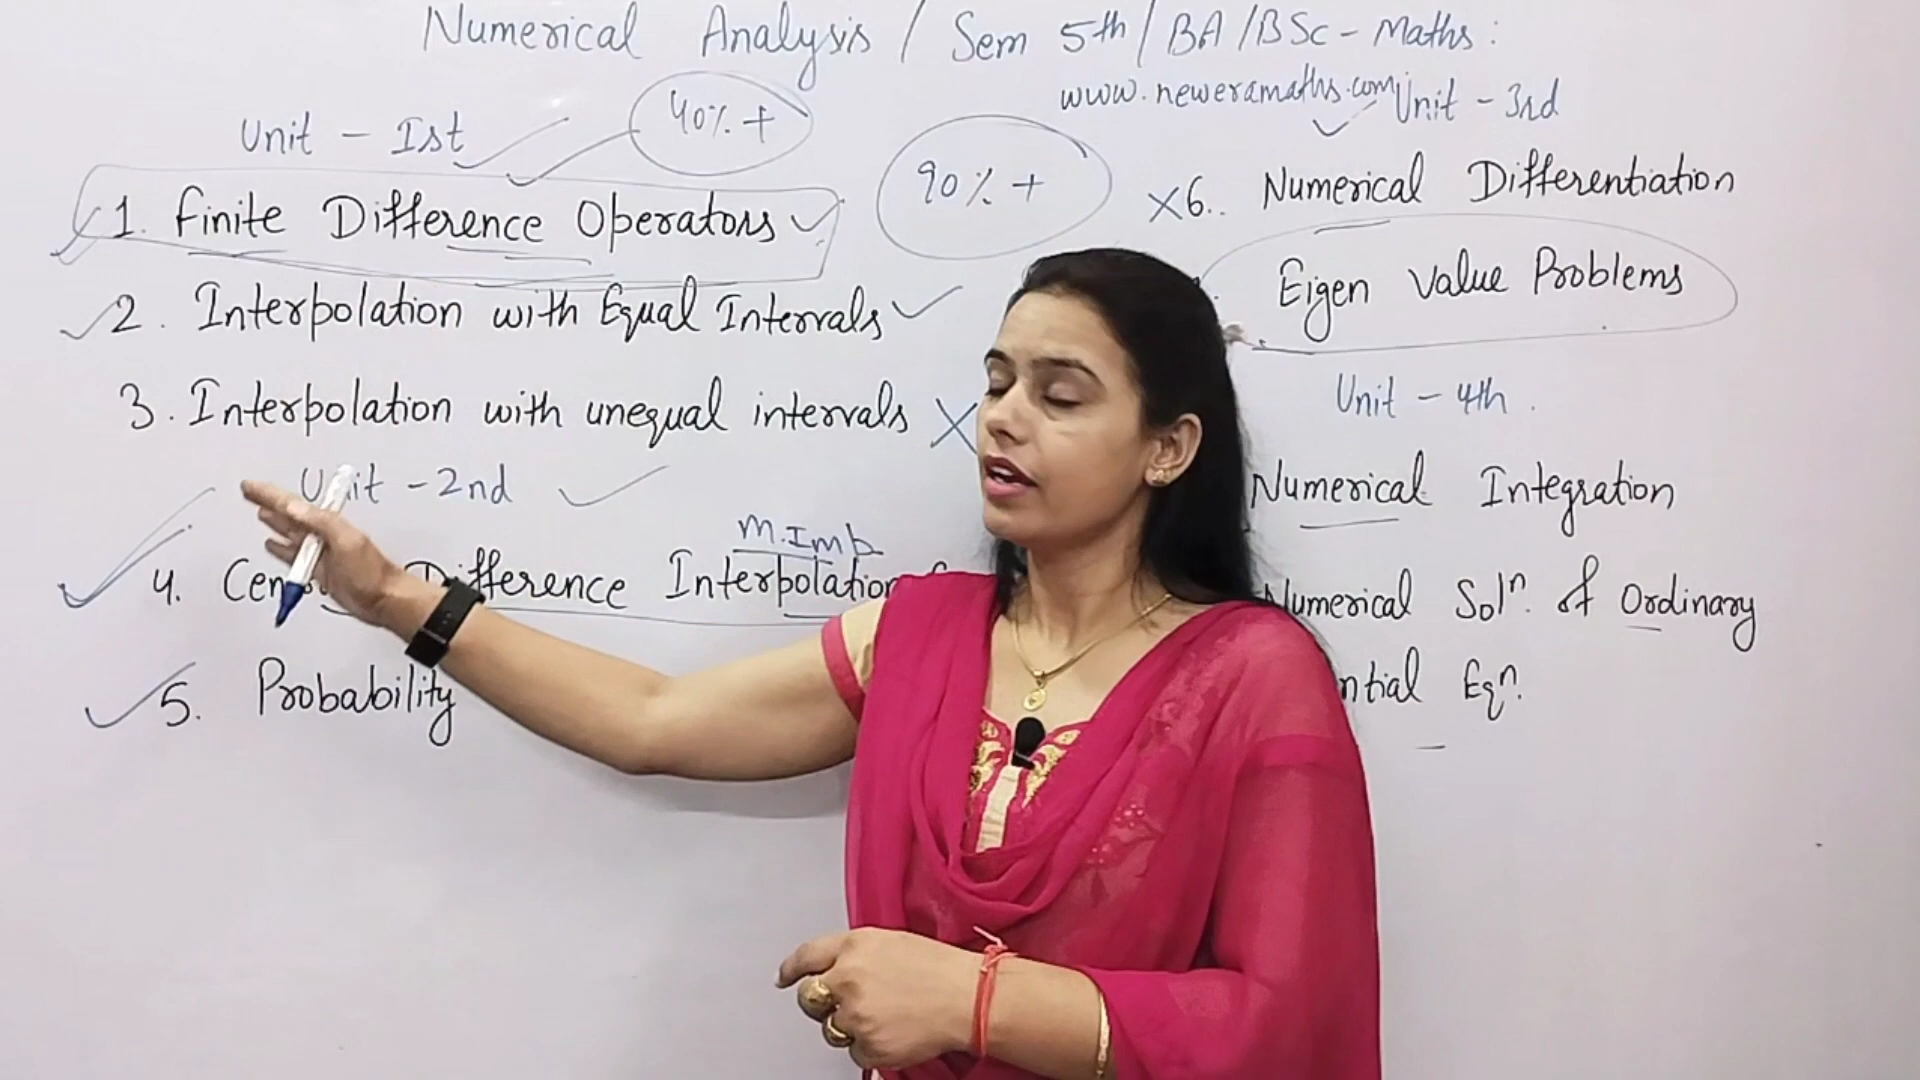 Numerical Analysis / Sem 5th / BA / BSc - Maths :
www.neweramaths.com
Unit - Ist
40% +
1. Finite Difference Operators
2. Interpolation with Equal Intervals
3. Interpolation with unequal intervals
Unit - 2nd
M.Imp
4. Difference Interpolation
5. Probability
90% +
Unit - 3rd
6. Numerical Differentiation
Eigen Value Problems
Unit - 4th .
Numerical Integration
Numerical Solⁿ. of Ordinary
Eqⁿ.